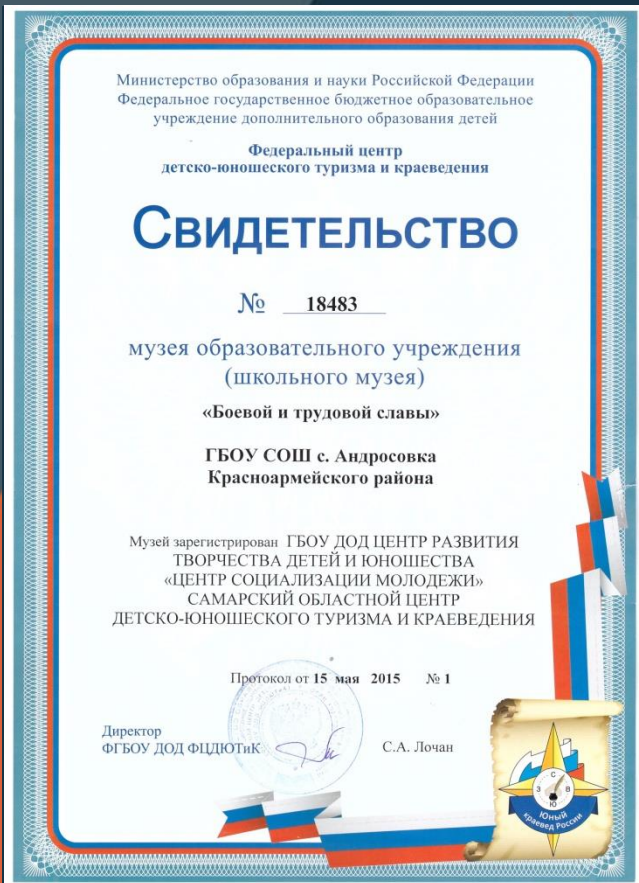 Министерство образования и науки Российской Федерации
Федеральное государственное бюджетное образовательное
учреждение дополнительного образования детей
Федеральный центр
детско-юношеского туризма и краеведения
Свидетельство
№ 18483
музея образовательного учреждения
(школьного музея)
«Боевой и трудовой славы»
ГБОУ СОШ с. Андросовка
Красноармейского района
Музей зарегистрирован ГБОУ ДОД ЦЕНТР РАЗВИТИЯ
ТВОРЧЕСТВА ДЕТЕЙ И ЮНОШЕСТВА
«ЦЕНТР СОЦИАЛИЗАЦИИ МОЛОДЕЖИ»
САМАРСКИЙ ОБЛАСТНОЙ ЦЕНТР
ДЕТСКО-ЮНОШЕСКОГО ТУРИЗМА И КРАЕВЕДЕНИЯ
Протокол от 15 мая 2015 № 1
Директор
ФГБОУ ДОД ФЦДЮТиК
С.А. Лочан
С
З В
Ю
Юный
краевед России